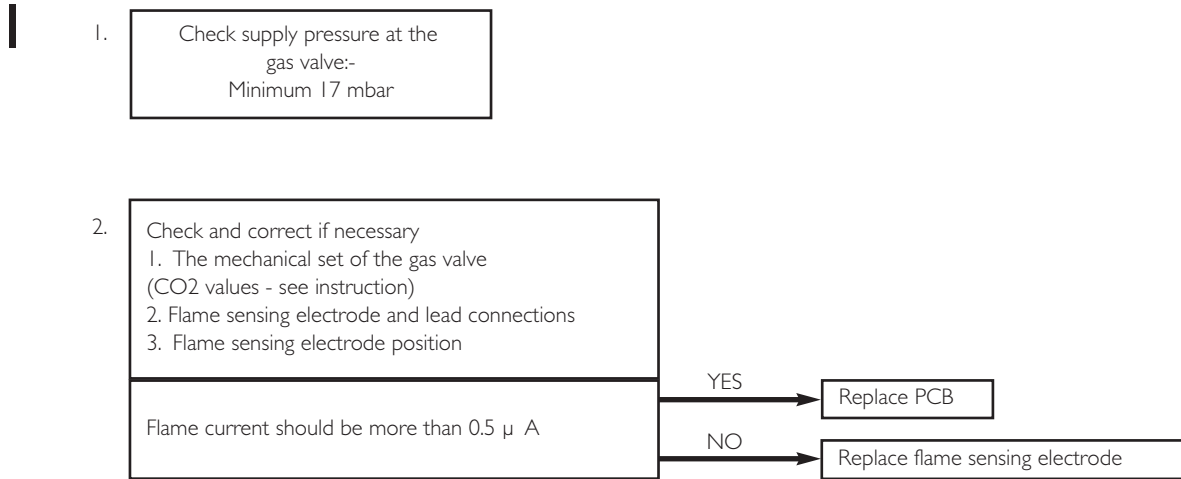 1.
Check supply pressure at the
gas valve:-
Minimum 17 mbar
2.
Check and correct if necessary
1. The mechanical set of the gas valve
(CO2 values - see instruction)
2. Flame sensing electrode and lead connections
3. Flame sensing electrode position
YES
Replace PCB
Flame current should be more than 0.5 μ A
NO
Replace flame sensing electrode